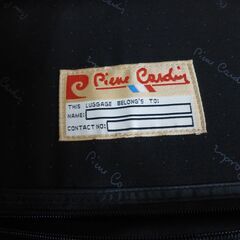 Pierre Cardin
THIS LUGGAGE BELONG'S TO:
NAME:
CONTACT NO: